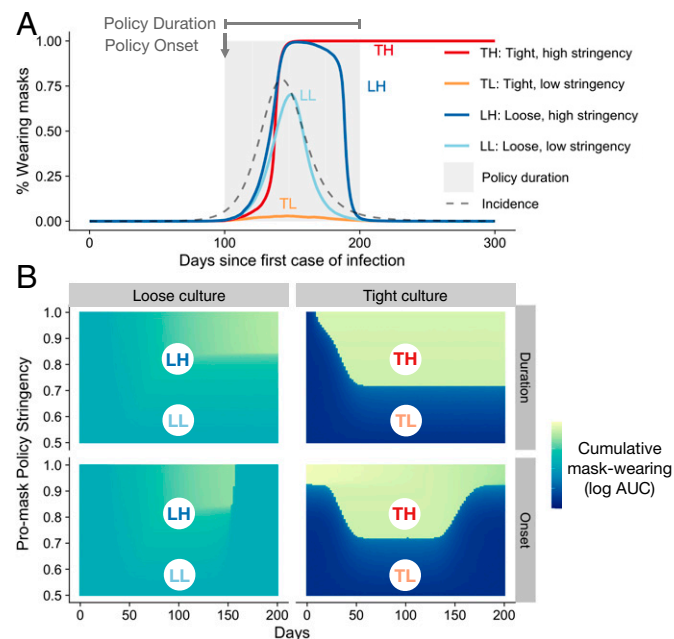 A
Policy Duration
Policy Onset
1.00
0.75
0.50
0.25
0.00
% Wearing masks
TH
LH
LL
TL
TH: Tight, high stringency
TL: Tight, low stringency
LH: Loose, high stringency
LL: Loose, low stringency
Policy duration
Incidence
0
100
200
300
Days since first case of infection
B
Loose culture
Tight culture
Pro-mask Policy Stringency
1.0
0.9
0.8
0.7
0.6
0.5
LH
LL
TH
TL
Duration
1.0
0.9
0.8
0.7
0.6
0.5
LH
LL
TH
TL
Onset
0
50
100
150
200
0
50
100
150
200
Days
Cumulative
mask-wearing
(log AUC)